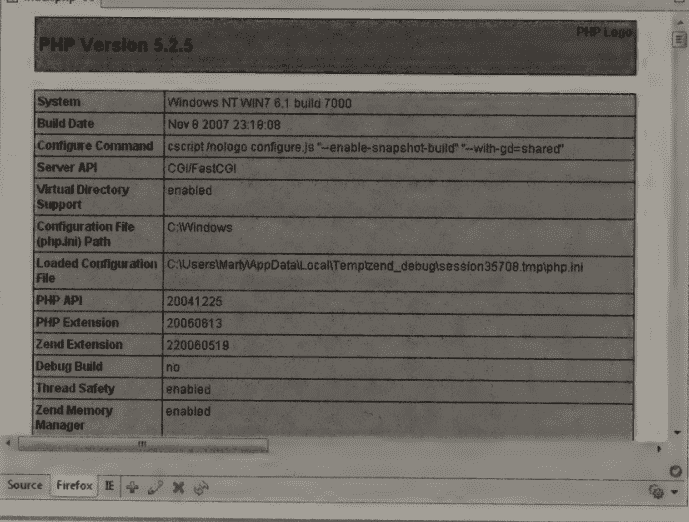 PHP Version 5.2.5
PHP Logo
System Windows NT WIN7 6.1 build 7000
Build Date Nov 8 2007 23:18:08
Configure Command cscript /nologo configure.js "--enable-snapshot-build" "--with-gd=shared"
Server API CGI/FastCGI
Virtual Directory enabled
Support
Configuration File C:\Windows
(php.ini) Path
Loaded Configuration C:\Users\Marty\AppData\Local\Temp\zend_debug\session35708.tmp\php.ini
File
PHP API 20041225
PHP Extension 20060613
Zend Extension 220060519
Debug Build no
Thread Safety enabled
Zend Memory enabled
Manager
Source Firefox IE